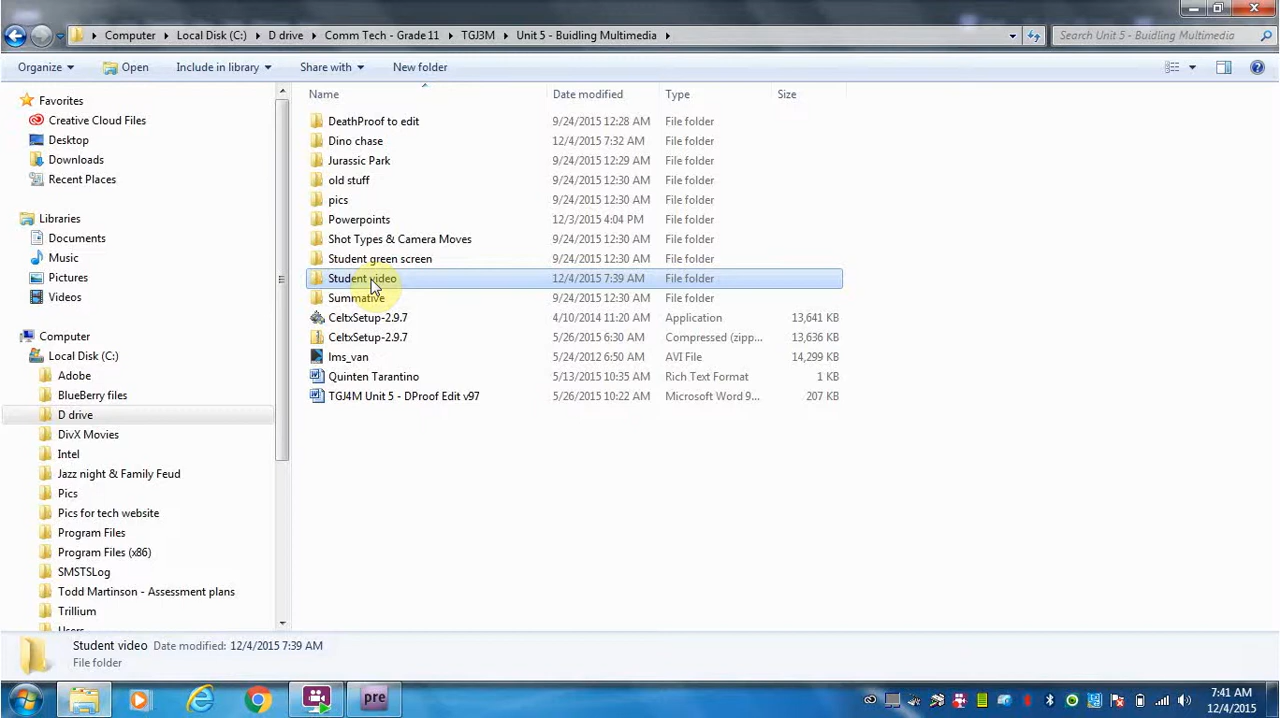 Computer Local Disk (C:) D drive Comm Tech - Grade 11 TGJ3M Unit 5 - Buidling Multimedia Search Unit 5 - Buidling Multimedia
Organize Open Include in library Share with New folder
Name Date modified Type Size
Favorites
Creative Cloud Files
Desktop
Downloads
Recent Places
Libraries
Documents
Music
Pictures
Videos
Computer
Local Disk (C:)
Adobe
BlueBerry files
D drive
DivX Movies
Intel
Jazz night & Family Feud
Pics
Pics for tech website
Program Files
Program Files (x86)
SMSTSLog
Todd Martinson - Assessment plans
Trillium
DeathProof to edit 9/24/2015 12:28 AM File folder
Dino chase 12/4/2015 7:32 AM File folder
Jurassic Park 9/24/2015 12:29 AM File folder
old stuff 9/24/2015 12:30 AM File folder
pics 9/24/2015 12:30 AM File folder
Powerpoints 12/3/2015 4:04 PM File folder
Shot Types & Camera Moves 9/24/2015 12:30 AM File folder
Student green screen 9/24/2015 12:30 AM File folder
Student video 12/4/2015 7:39 AM File folder
Summative 9/24/2015 12:30 AM File folder
CeltxSetup-2.9.7 4/10/2014 11:20 AM Application 13,641 KB
CeltxSetup-2.9.7 5/26/2015 6:30 AM Compressed (zipp... 13,636 KB
lms_van 5/24/2012 6:50 AM AVI File 14,299 KB
Quinten Tarantino 5/13/2015 10:35 AM Rich Text Format 1 KB
TGJ4M Unit 5 - DProof Edit v97 5/26/2015 10:22 AM Microsoft Word 9... 207 KB
Student video Date modified: 12/4/2015 7:39 AM
File folder
pre
7:41 AM
12/4/2015